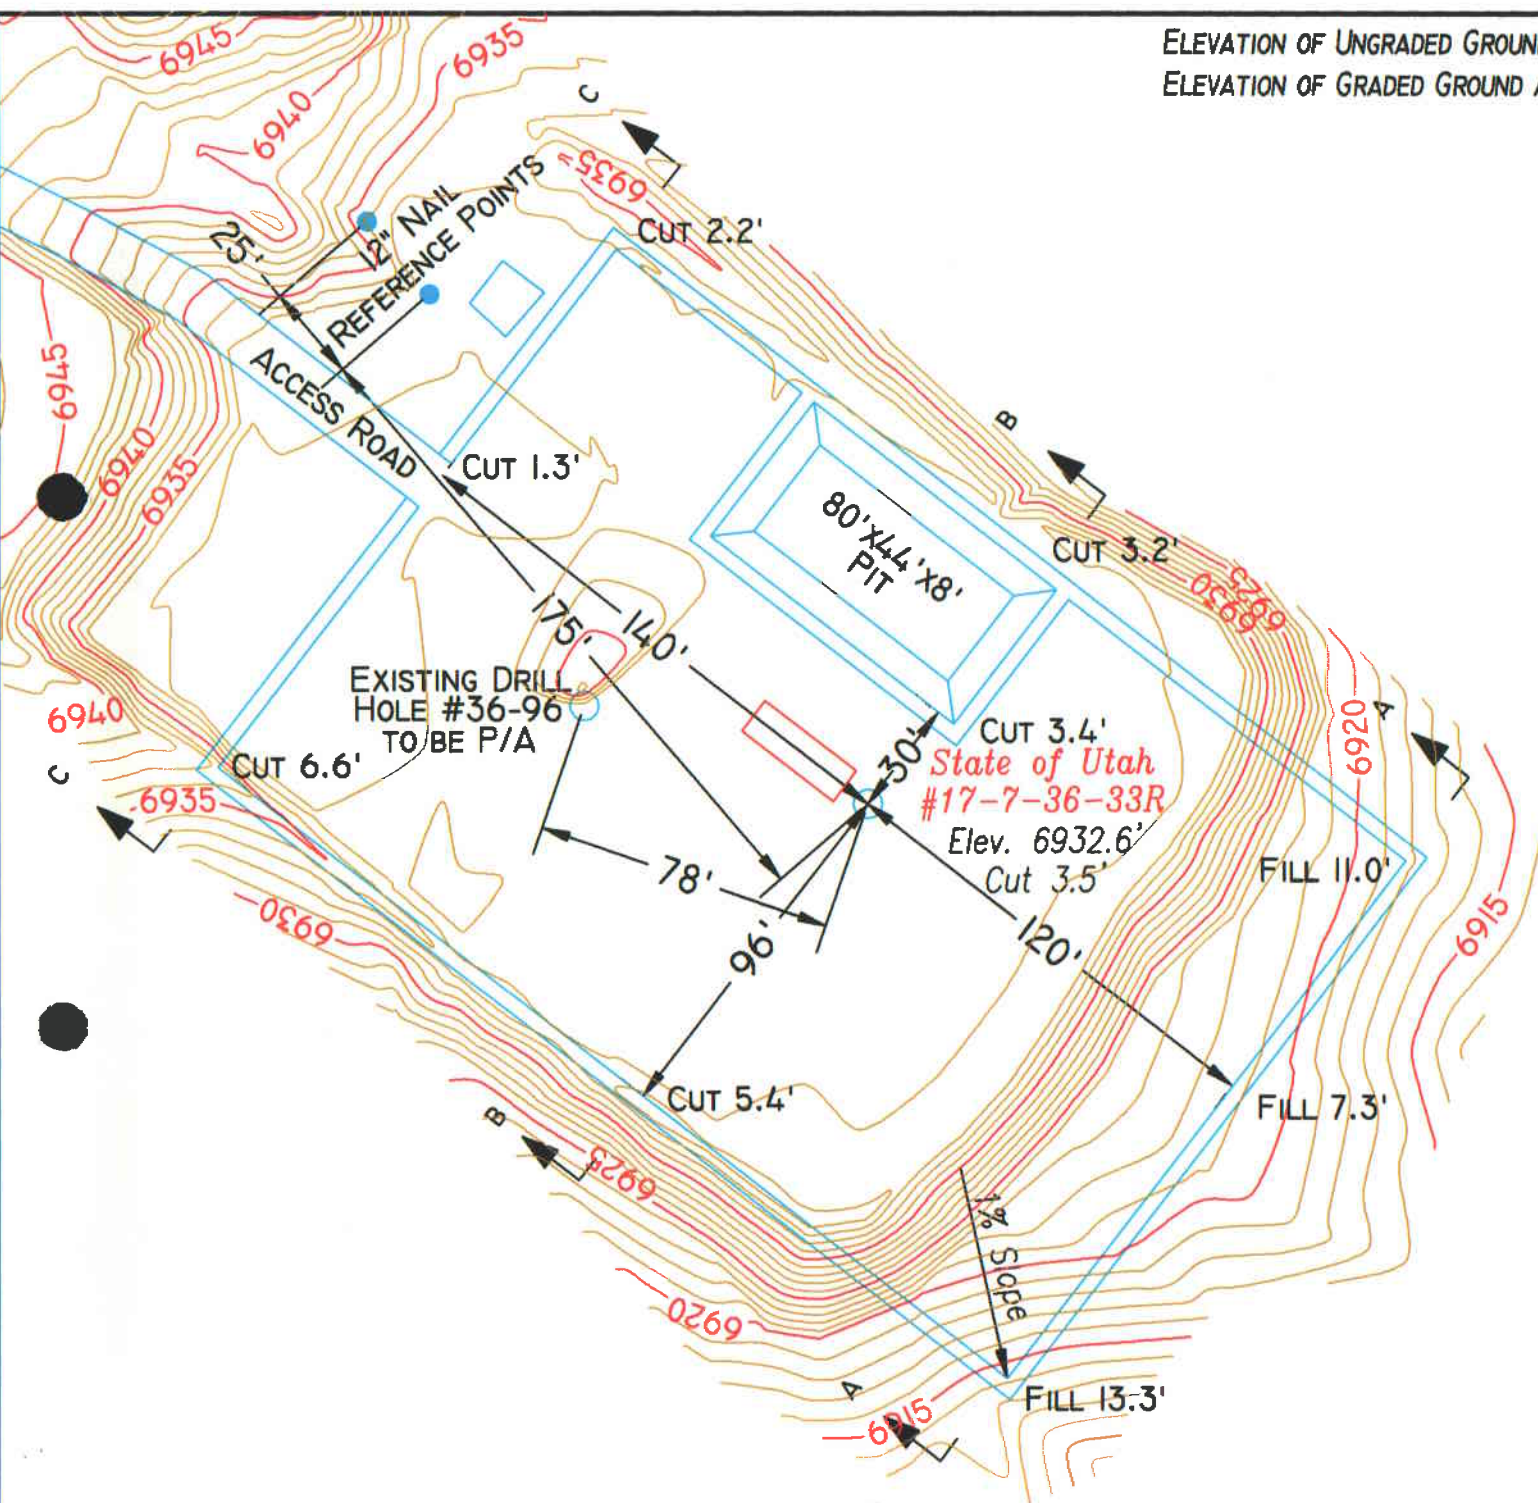 ELEVATION OF UNGRADED GROUN
ELEVATION OF GRADED GROUND
6945
6935
6940
C
6935
25'
12" NAIL
REFERENCE POINTS
CUT 2.2'
6945
ACCESS ROAD
B
6940
6935
CUT 1.3'
80'X44'X8'
PIT
CUT 3.2'
6930
6925
175'
140'
EXISTING DRILL
HOLE #36-96
TO BE P/A
6940
C
CUT 6.6'
6935
30'
CUT 3.4'
State of Utah
#17-7-36-33R
Elev. 6932.6'
Cut 3.5'
6920
A
78'
FILL 11.0'
6930
96'
120'
6915
CUT 5.4'
FILL 7.3'
B
6925
1% Slope
6920
A
6915
FILL 13.3'